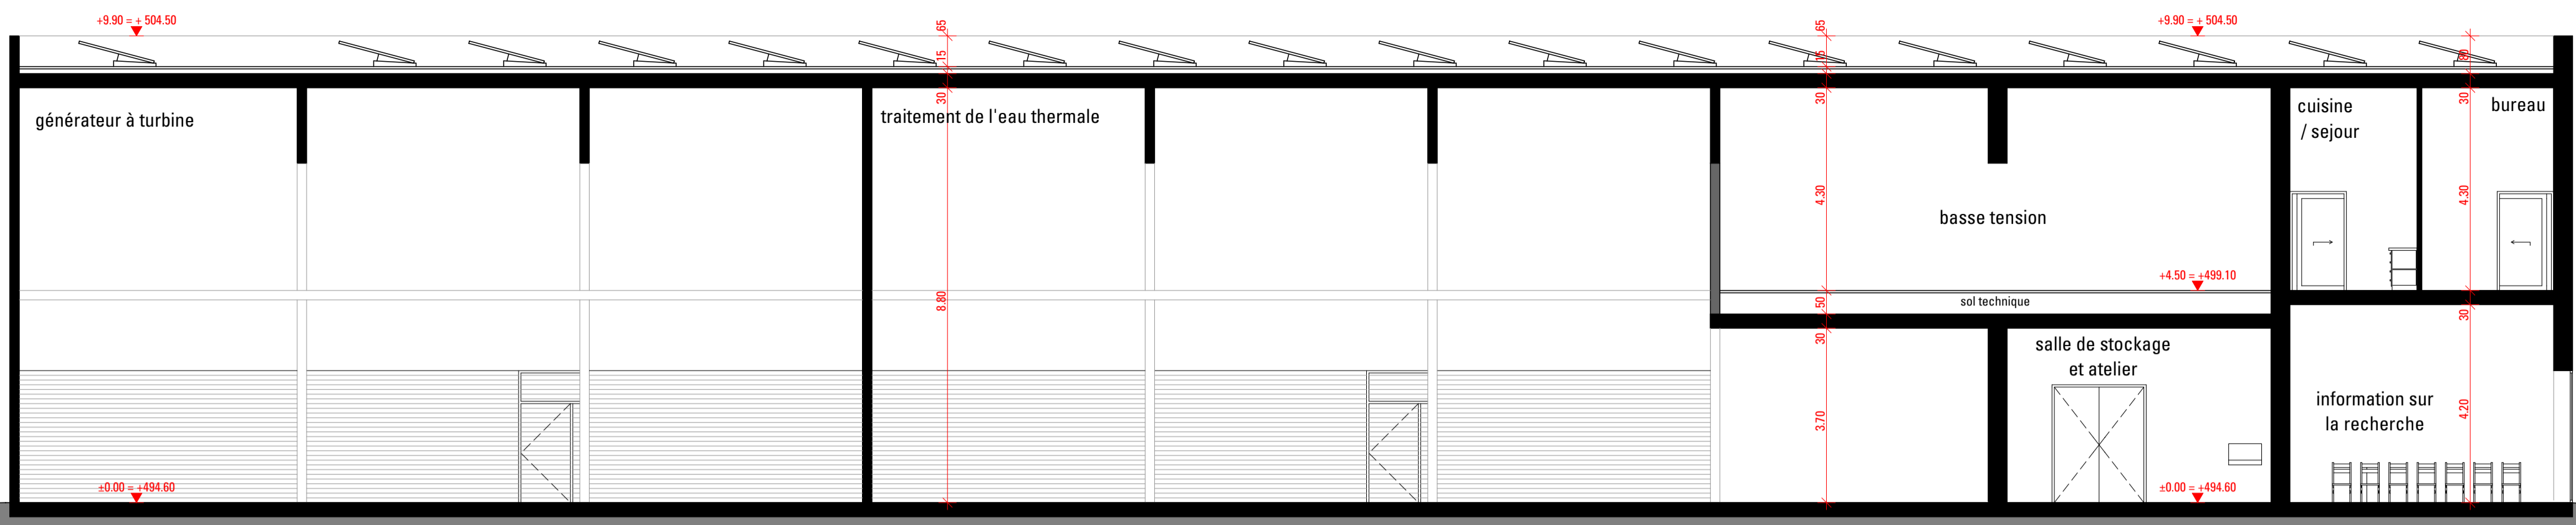 +9.90 = + 504.50
65
65
+9.90 = + 504.50
15
15
80
30
30
30
générateur à turbine
traitement de l'eau thermale
cuisine
/ sejour
bureau
4.30
4.30
basse tension
+4.50 = +499.10
8.80
50
sol technique
30
30
salle de stockage
et atelier
information sur
la recherche
3.70
4.20
±0.00 = +494.60
±0.00 = +494.60